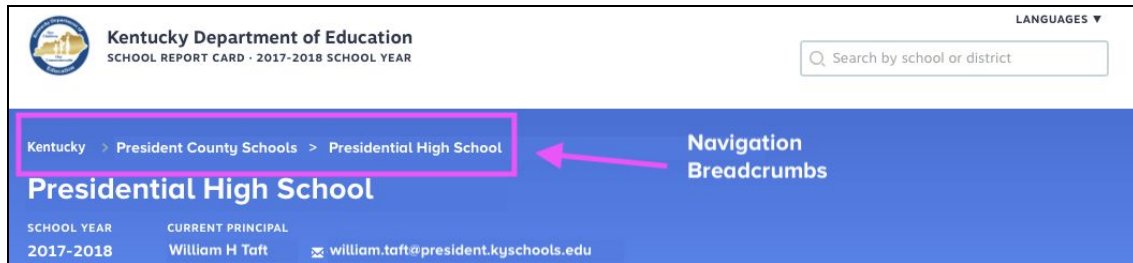 LANGUAGES ▼
Kentucky Department of Education
SCHOOL REPORT CARD · 2017-2018 SCHOOL YEAR
Search by school or district
Kentucky > President County Schools > Presidential High School
Navigation
Breadcrumbs
Presidential High School
SCHOOL YEAR CURRENT PRINCIPAL
2017-2018 William H Taft william.taft@president.kyschools.edu